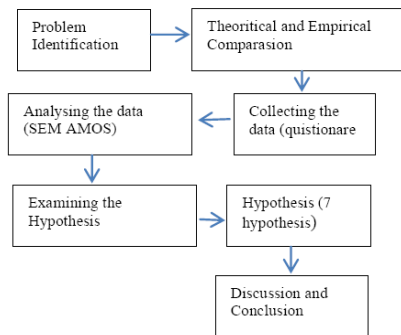 Problem
Identification
Theoritical and Empirical
Comparasion
Analysing the data
(SEM AMOS)
Collecting the
data (quistionare
Examining the
Hypothesis
Hypothesis (7
hypothesis)
Discussion and
Conclusion